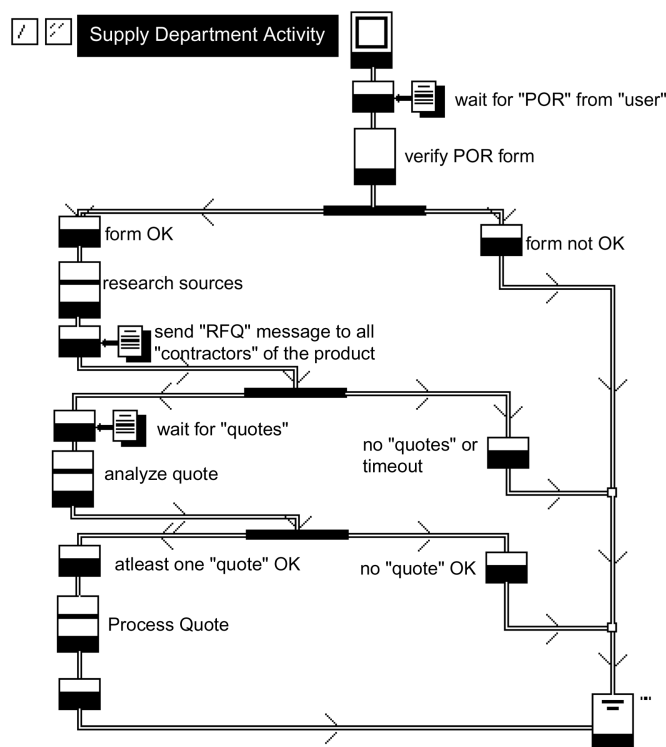 Supply Department Activity
wait for "POR" from "user"
verify POR form
form OK
form not OK
research sources
send "RFQ" message to all
"contractors" of the product
wait for "quotes"
no "quotes" or
timeout
analyze quote
atleast one "quote" OK
no "quote" OK
Process Quote